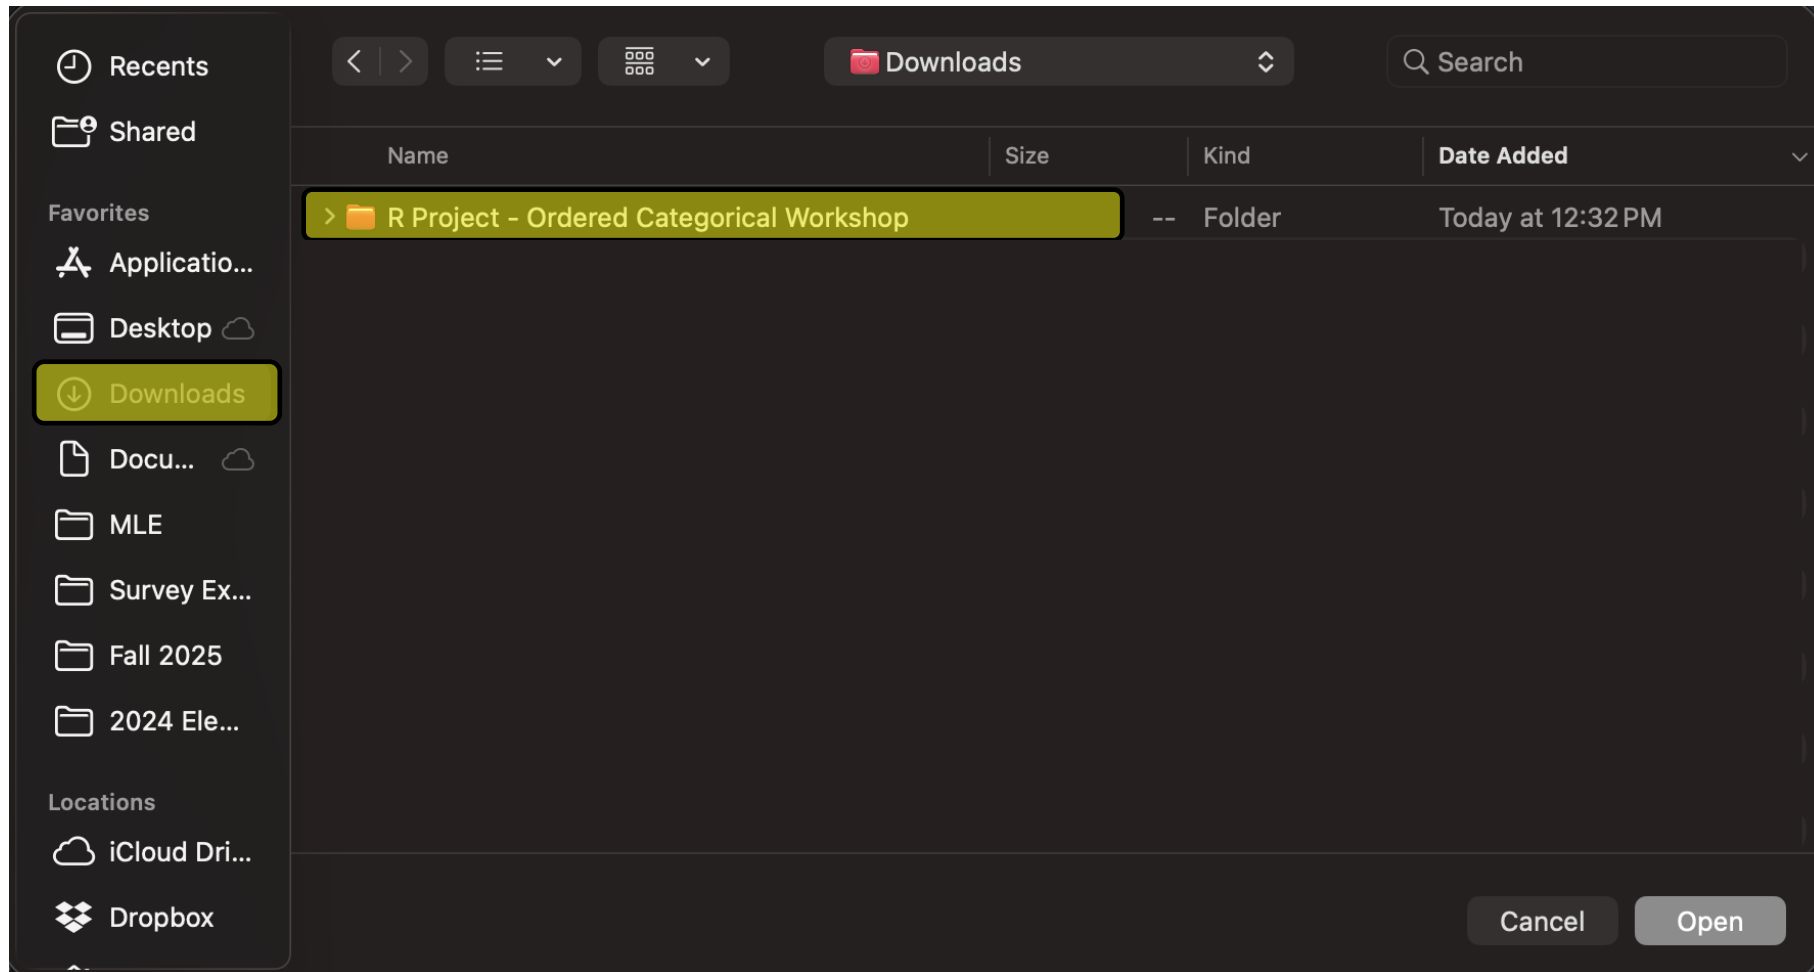 Recents
Shared
Favorites
Applicatio...
Desktop
Downloads
Docu...
MLE
Survey Ex...
Fall 2025
2024 Ele...
Locations
iCloud Dri...
Dropbox
Downloads
Search
Name Size Kind Date Added
R Project - Ordered Categorical Workshop -- Folder Today at 12:32 PM
Cancel Open